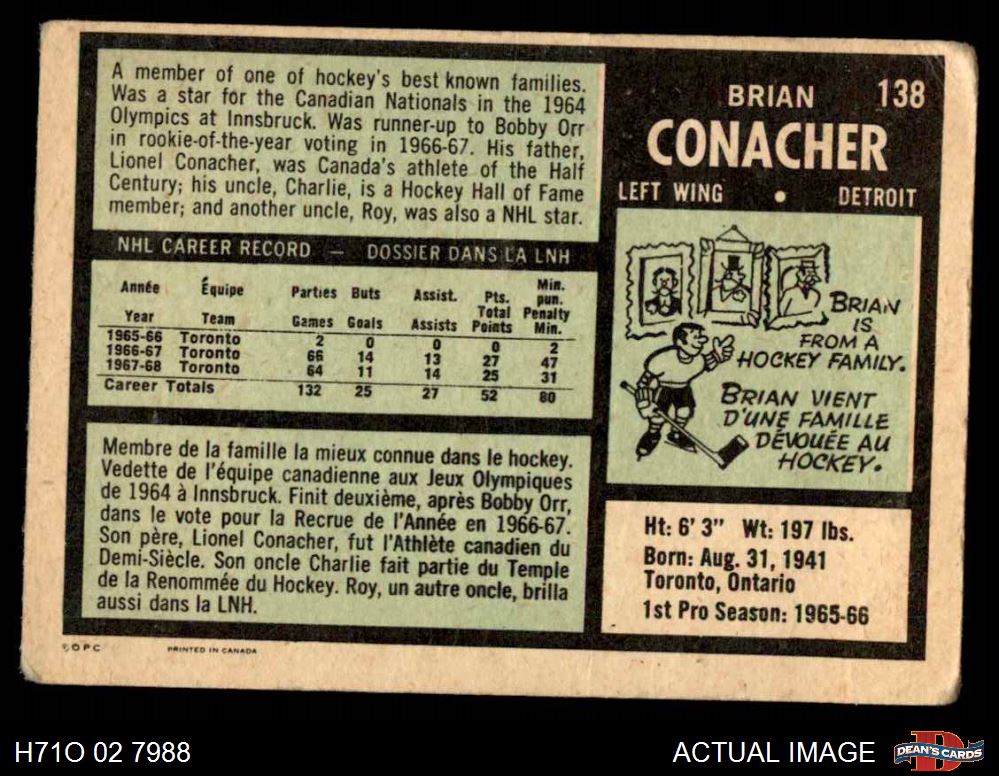 A member of one of hockey's best known families.
Was a star for the Canadian Nationals in the 1964
Olympics at Innsbruck. Was runner-up to Bobby Orr
in rookie-of-the-year voting in 1966-67. His father,
Lionel Conacher, was Canada's athlete of the Half
Century; his uncle, Charlie, is a Hockey Hall of Fame
member; and another uncle, Roy, was also a NHL star.
BRIAN 138
CONACHER
LEFT WING • DETROIT
NHL CAREER RECORD — DOSSIER DANS LA LNH
Année Équipe Parties Buts Assist. Pts. Total Min. pun.
Year Team Games Goals Assists Points Penalty Min.
1965-66 Toronto 2 0 0 0 2
1966-67 Toronto 66 14 13 27 47
1967-68 Toronto 64 11 14 25 31
Career Totals 132 25 27 52 80
BRIAN
IS
FROM A
HOCKEY FAMILY.
BRIAN VIENT
D'UNE FAMILLE
DÉVOUÉE AU
HOCKEY.
Membre de la famille la mieux connue dans le hockey.
Vedette de l'équipe canadienne aux Jeux Olympiques
de 1964 à Innsbruck. Finit deuxième, après Bobby Orr,
dans le vote pour la Recrue de l'Année en 1966-67.
Son père, Lionel Conacher, fut l'Athlète canadien du
Demi-Siècle. Son oncle Charlie fait partie du Temple
de la Renommée du Hockey. Roy, un autre oncle, brilla
aussi dans la LNH.
Ht: 6' 3" Wt: 197 lbs.
Born: Aug. 31, 1941
Toronto, Ontario
1st Pro Season: 1965-66
©OPC PRINTED IN CANADA
H71O 02 7988
ACTUAL IMAGE
DEAN'S CARDS